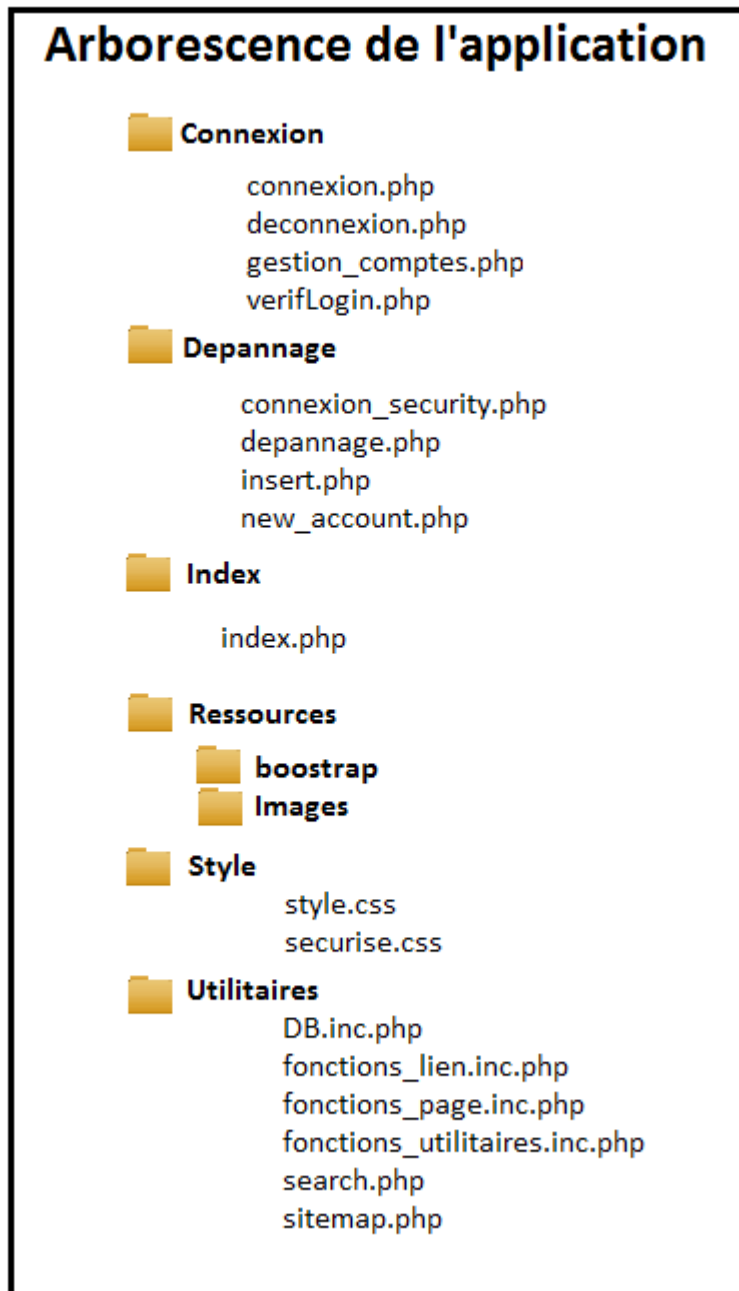 Arborescence de l'application
Connexion
connexion.php
deconnexion.php
gestion_comptes.php
verifLogin.php
Depannage
connexion_security.php
depannage.php
insert.php
new_account.php
Index
index.php
Ressources
boostrap
Images
Style
style.css
securise.css
Utilitaires
DB.inc.php
fonctions_lien.inc.php
fonctions_page.inc.php
fonctions_utilitaires.inc.php
search.php
sitemap.php